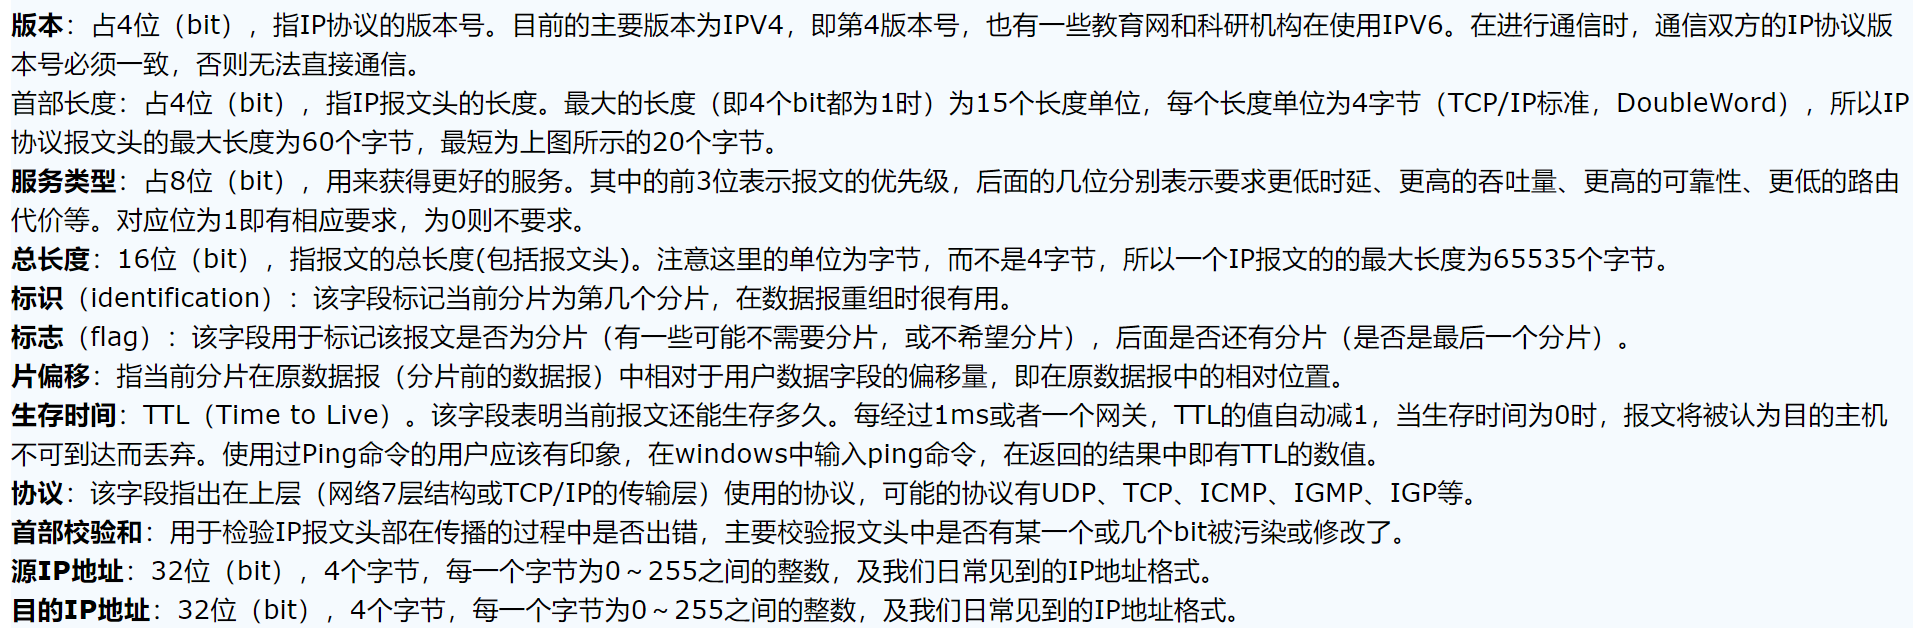 版本：占4位（bit），指IP协议的版本号。目前的主要版本为IPV4，即第4版本号，也有一些教育网和科研机构在使用IPV6。在进行通信时，通信双方的IP协议版
本号必须一致，否则无法直接通信。
首部长度：占4位（bit），指IP报文头的长度。最大的长度（即4个bit都为1时）为15个长度单位，每个长度单位为4字节（TCP/IP标准，DoubleWord），所以IP
协议报文头的最大长度为60个字节，最短为上图所示的20个字节。
服务类型：占8位（bit），用来获得更好的服务。其中的前3位表示报文的优先级，后面的几位分别表示要求更低时延、更高的吞吐量、更高的可靠性、更低的路由
代价等。对应位为1即有相应要求，为0则不要求。
总长度：16位（bit），指报文的总长度(包括报文头)。注意这里的单位为字节，而不是4字节，所以一个IP报文的的最大长度为65535个字节。
标识（identification）：该字段标记当前分片为第几个分片，在数据报重组时很有用。
标志（flag）：该字段用于标记该报文是否为分片（有一些可能不需要分片，或不希望分片），后面是否还有分片（是否是最后一个分片）。
片偏移：指当前分片在原数据报（分片前的数据报）中相对于用户数据字段的偏移量，即在原数据报中的相对位置。
生存时间：TTL（Time to Live）。该字段表明当前报文还能生存多久。每经过1ms或者一个网关，TTL的值自动减1，当生存时间为0时，报文将被认为目的主机
不可到达而丢弃。使用过Ping命令的用户应该有印象，在windows中输入ping命令，在返回的结果中即有TTL的数值。
协议：该字段指出在上层（网络7层结构或TCP/IP的传输层）使用的协议，可能的协议有UDP、TCP、ICMP、IGMP、IGP等。
首部校验和：用于检验IP报文头部在传播的过程中是否出错，主要校验报文头中是否有某一个或几个bit被污染或修改了。
源IP地址：32位（bit），4个字节，每一个字节为0～255之间的整数，及我们日常见到的IP地址格式。
目的IP地址：32位（bit），4个字节，每一个字节为0～255之间的整数，及我们日常见到的IP地址格式。